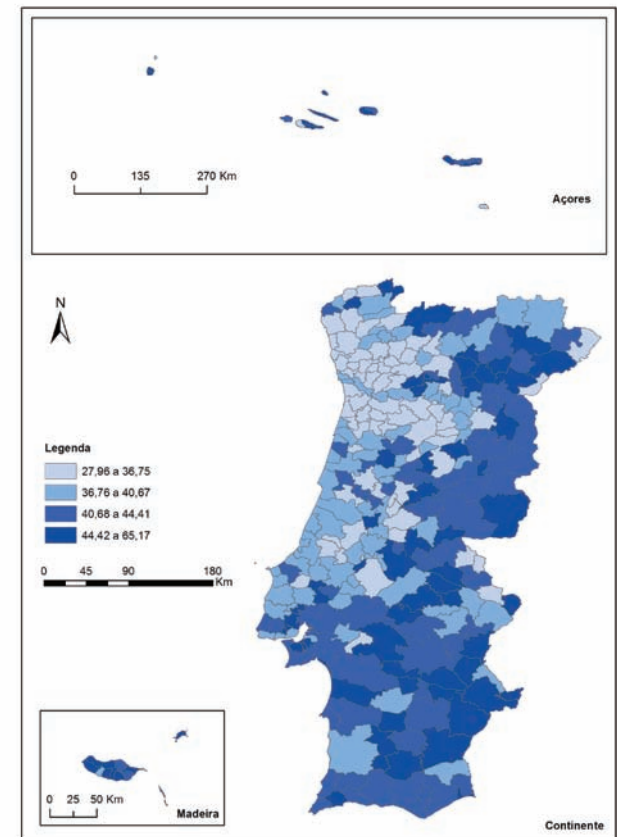 0 135 270 Km
Açores
N
Legenda
27,96 a 36,75
36,76 a 40,67
40,68 a 44,41
44,42 a 65,17
0 45 90 180
Km
0 25 50 Km
Madeira
Continente